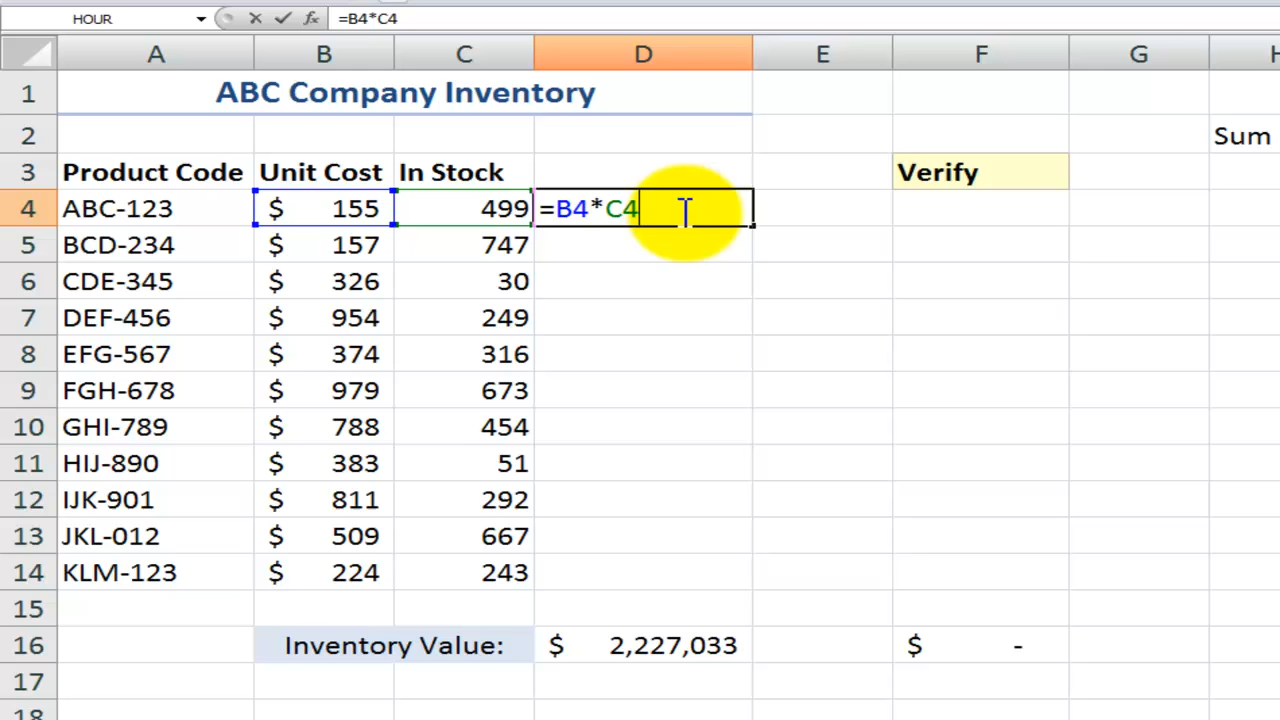 HOUR =B4*C4
A B C D E F G H
1 ABC Company Inventory
2 Sum
3 Product Code Unit Cost In Stock Verify
4 ABC-123 $ 155 499 =B4*C4
5 BCD-234 $ 157 747
6 CDE-345 $ 326 30
7 DEF-456 $ 954 249
8 EFG-567 $ 374 316
9 FGH-678 $ 979 673
10 GHI-789 $ 788 454
11 HIJ-890 $ 383 51
12 IJK-901 $ 811 292
13 JKL-012 $ 509 667
14 KLM-123 $ 224 243
15
16 Inventory Value: $ 2,227,033 $ -
17
18